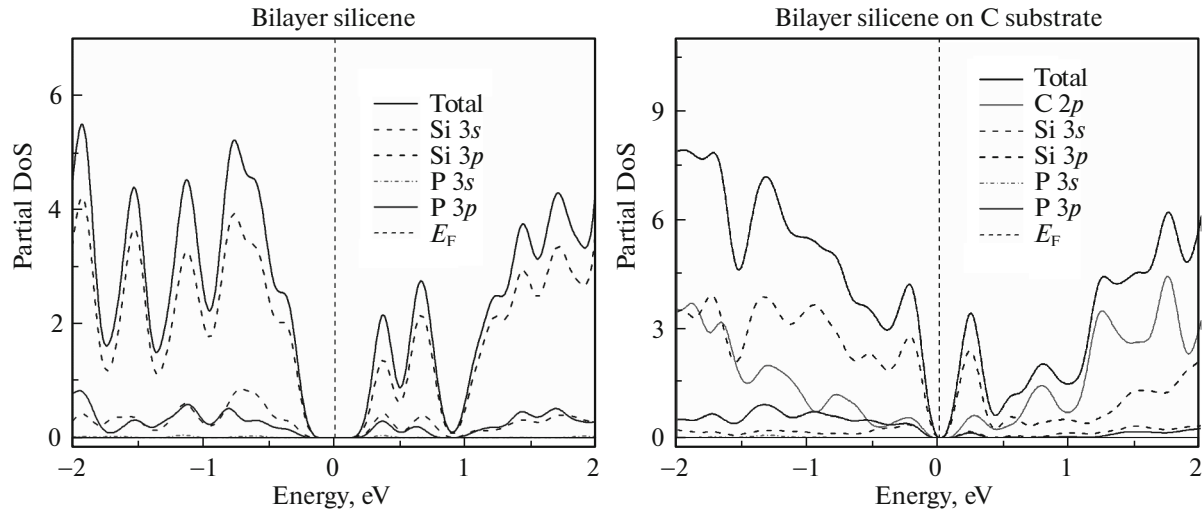 Bilayer silicene
Partial DoS
6
4
2
0
Total
Si 3s
Si 3p
P 3s
P 3p
E_F
−2
−1
0
1
2
Energy, eV
Bilayer silicene on C substrate
Partial DoS
9
6
3
0
Total
C 2p
Si 3s
Si 3p
P 3s
P 3p
E_F
−2
−1
0
1
2
Energy, eV